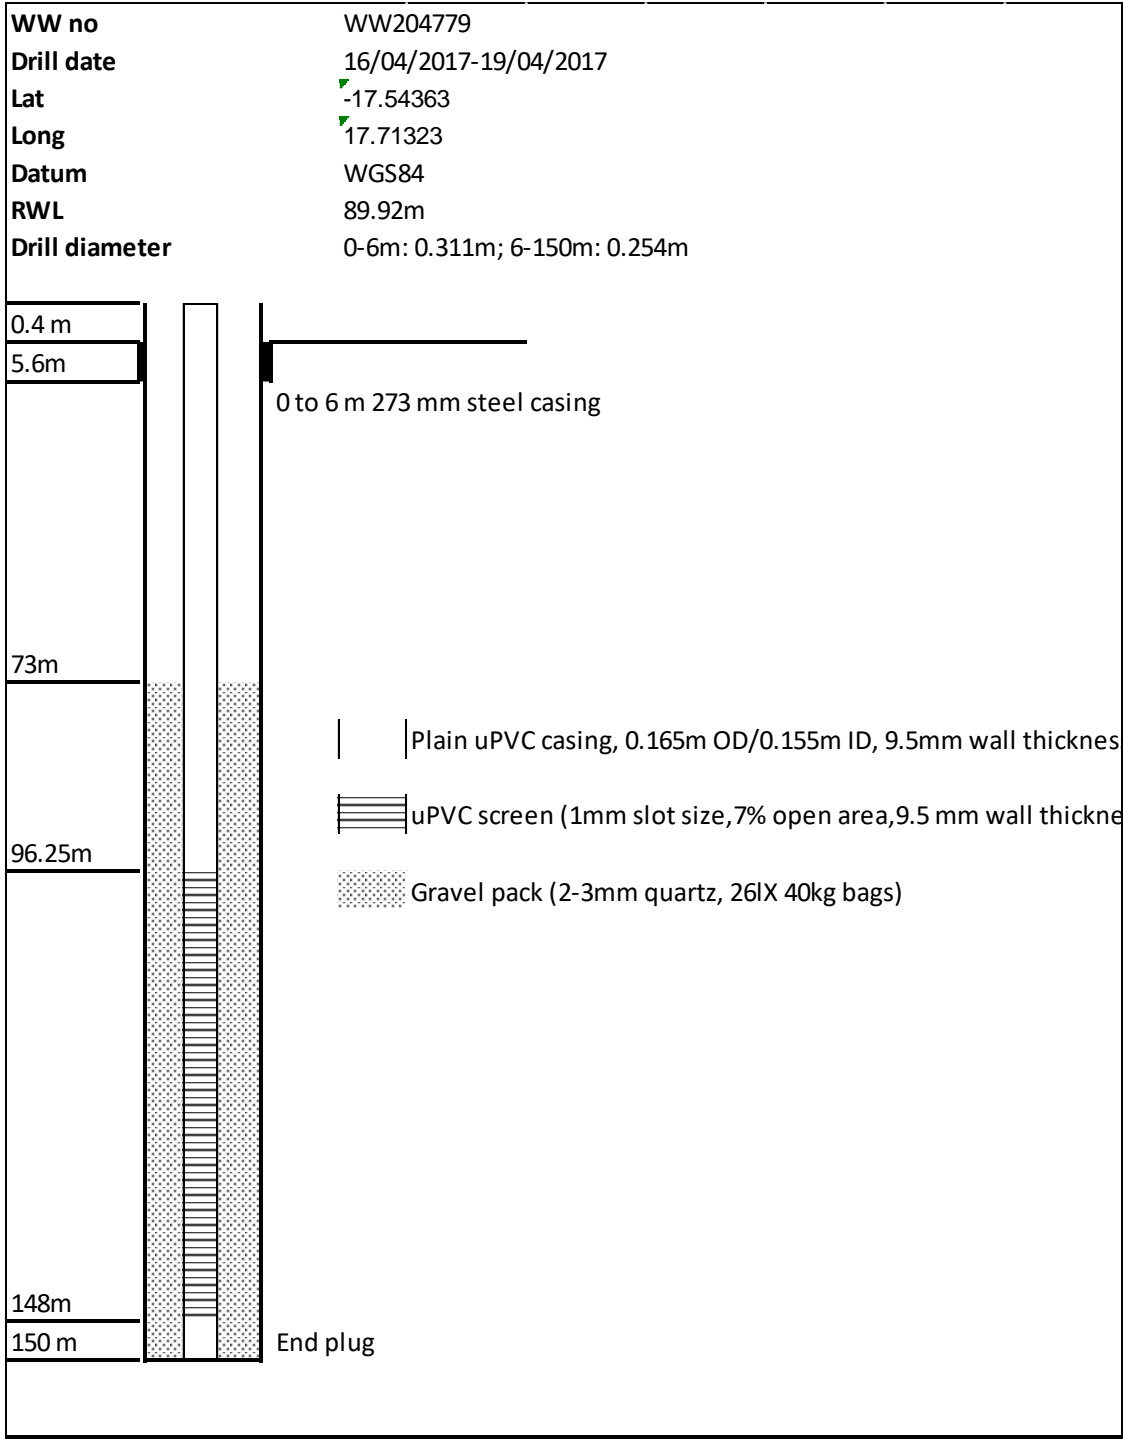 WW no WW204779
Drill date 16/04/2017-19/04/2017
Lat -17.54363
Long 17.71323
Datum WGS84
RWL 89.92m
Drill diameter 0-6m: 0.311m; 6-150m: 0.254m
0.4 m
5.6m
0 to 6 m 273 mm steel casing
73m
Plain uPVC casing, 0.165m OD/0.155m ID, 9.5mm wall thicknes
uPVC screen (1mm slot size,7% open area,9.5 mm wall thickne
96.25m
Gravel pack (2-3mm quartz, 26lX 40kg bags)
148m
150 m End plug